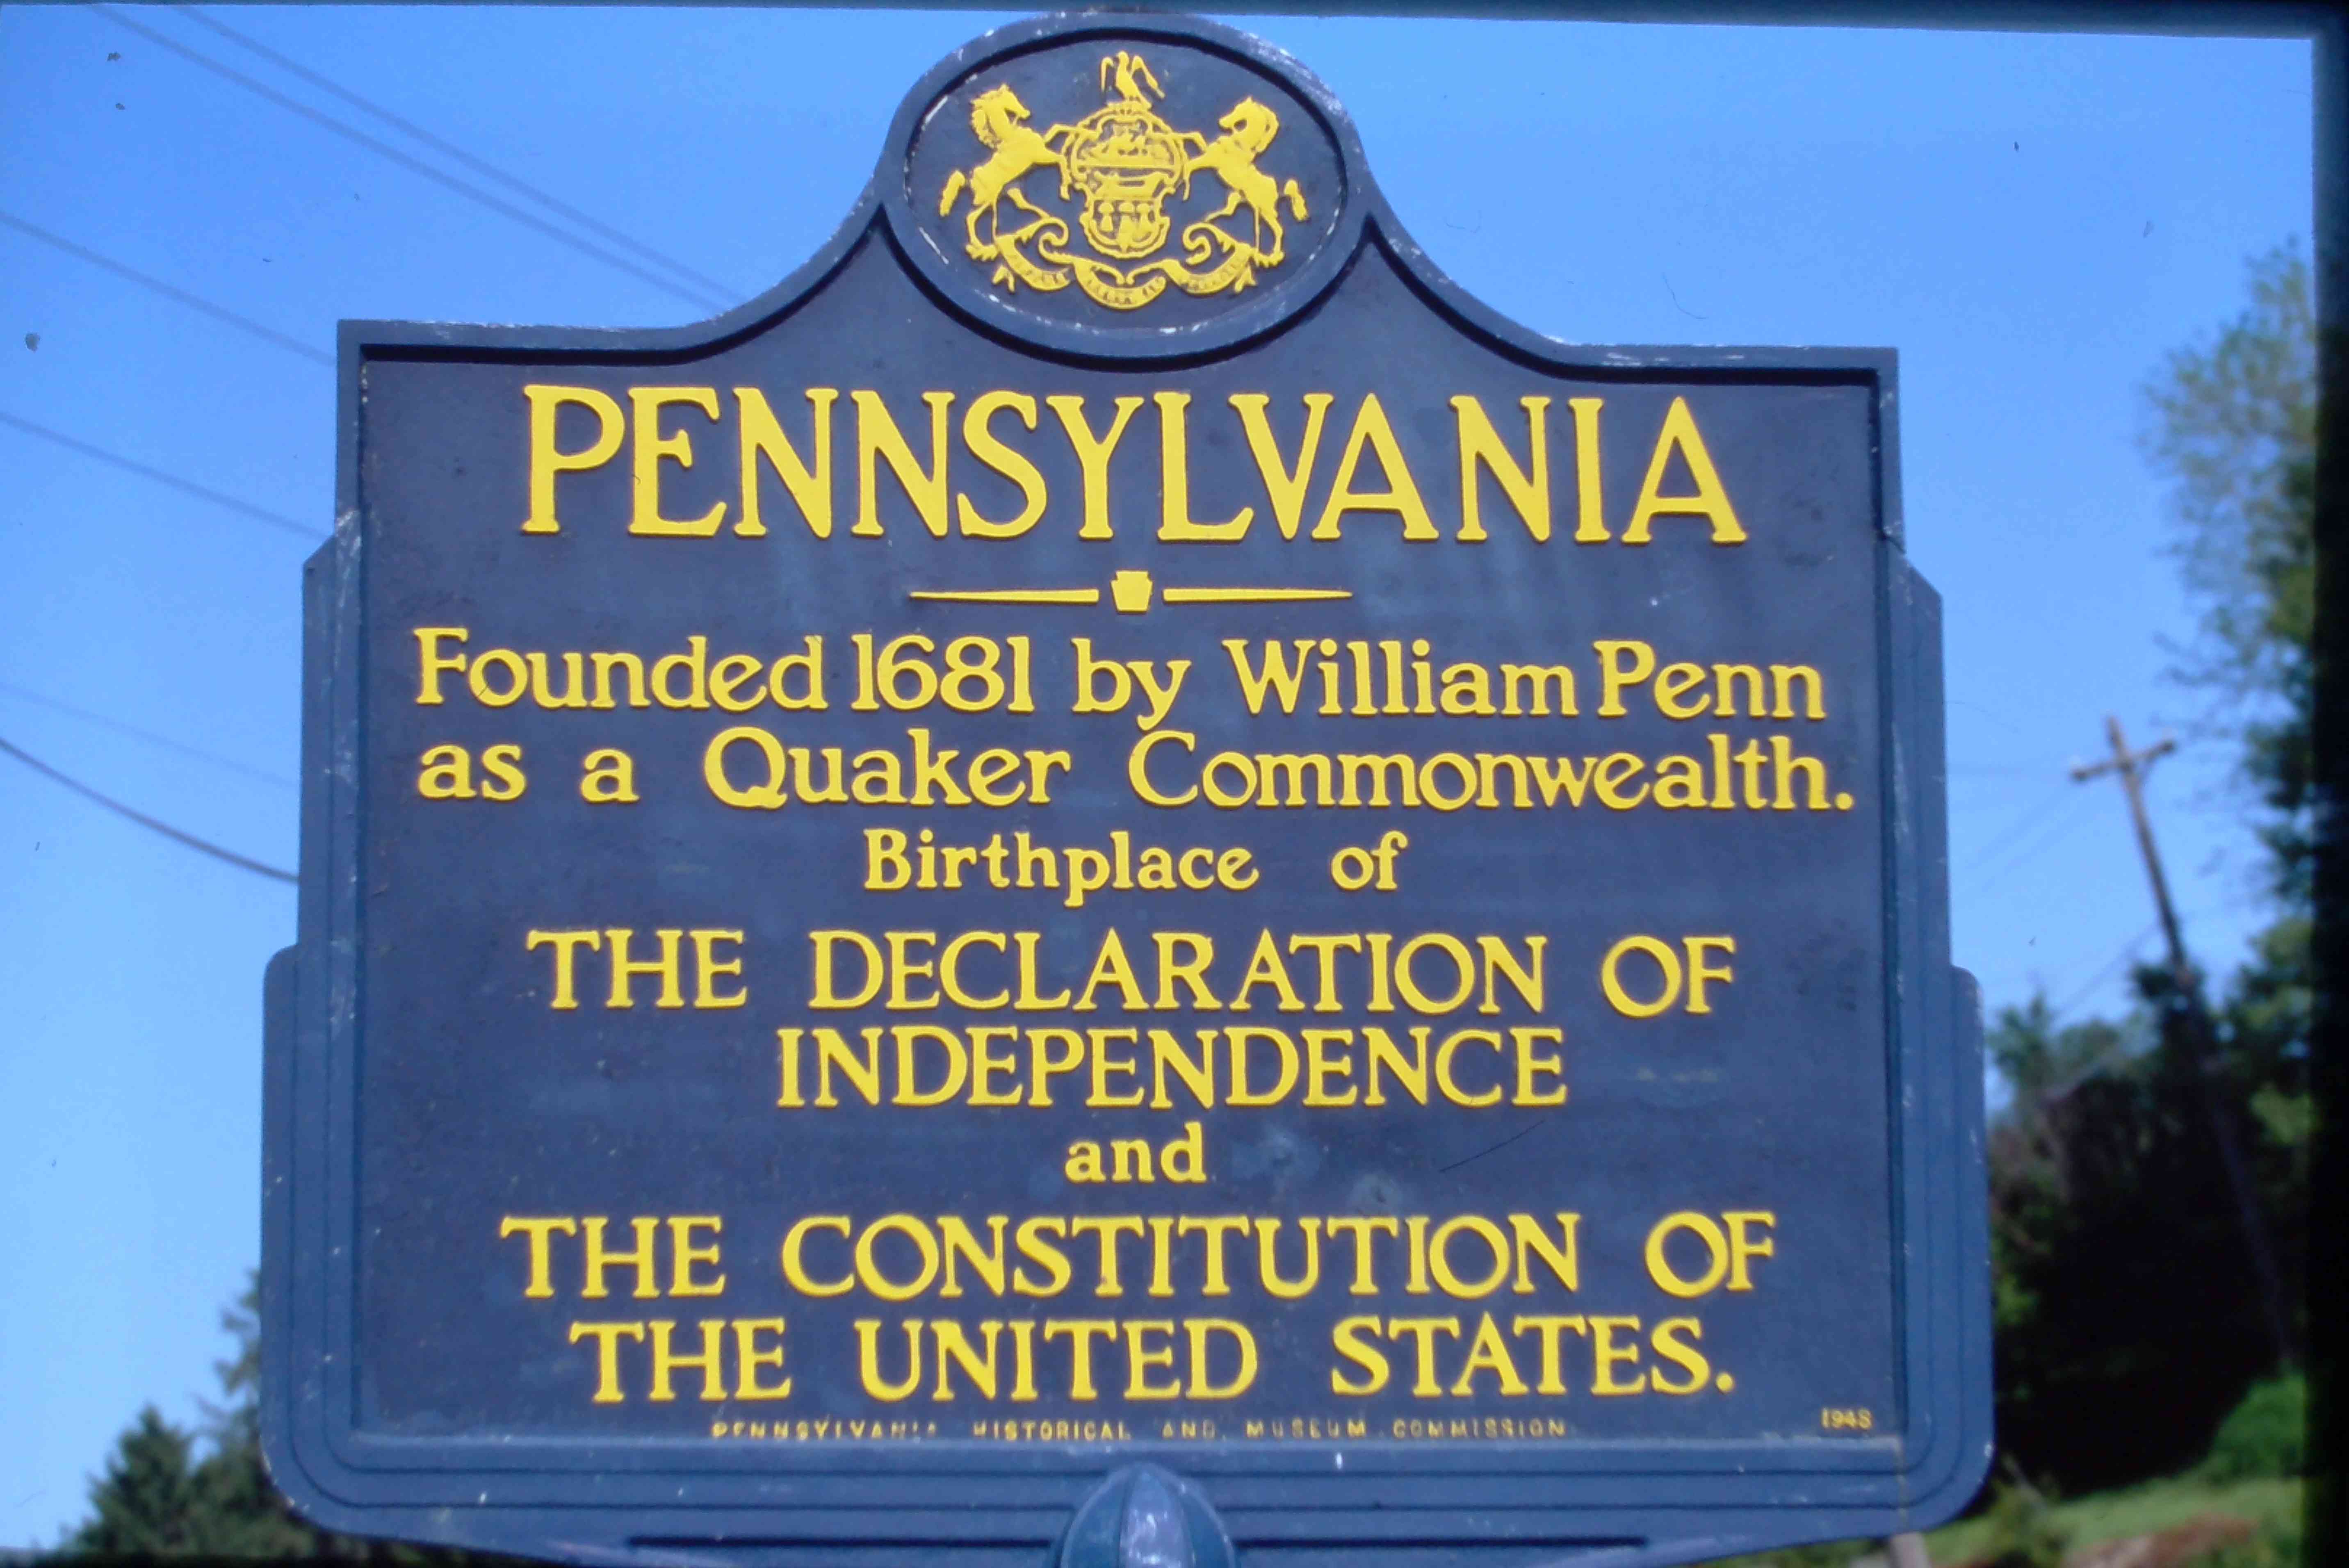 PENNSYLVANIA
Founded 1681 by William Penn
as a Quaker Commonwealth.
Birthplace of
THE DECLARATION OF
INDEPENDENCE
and
THE CONSTITUTION OF
THE UNITED STATES.
PENNSYLVANIA HISTORICAL AND MUSEUM COMMISSION
1948